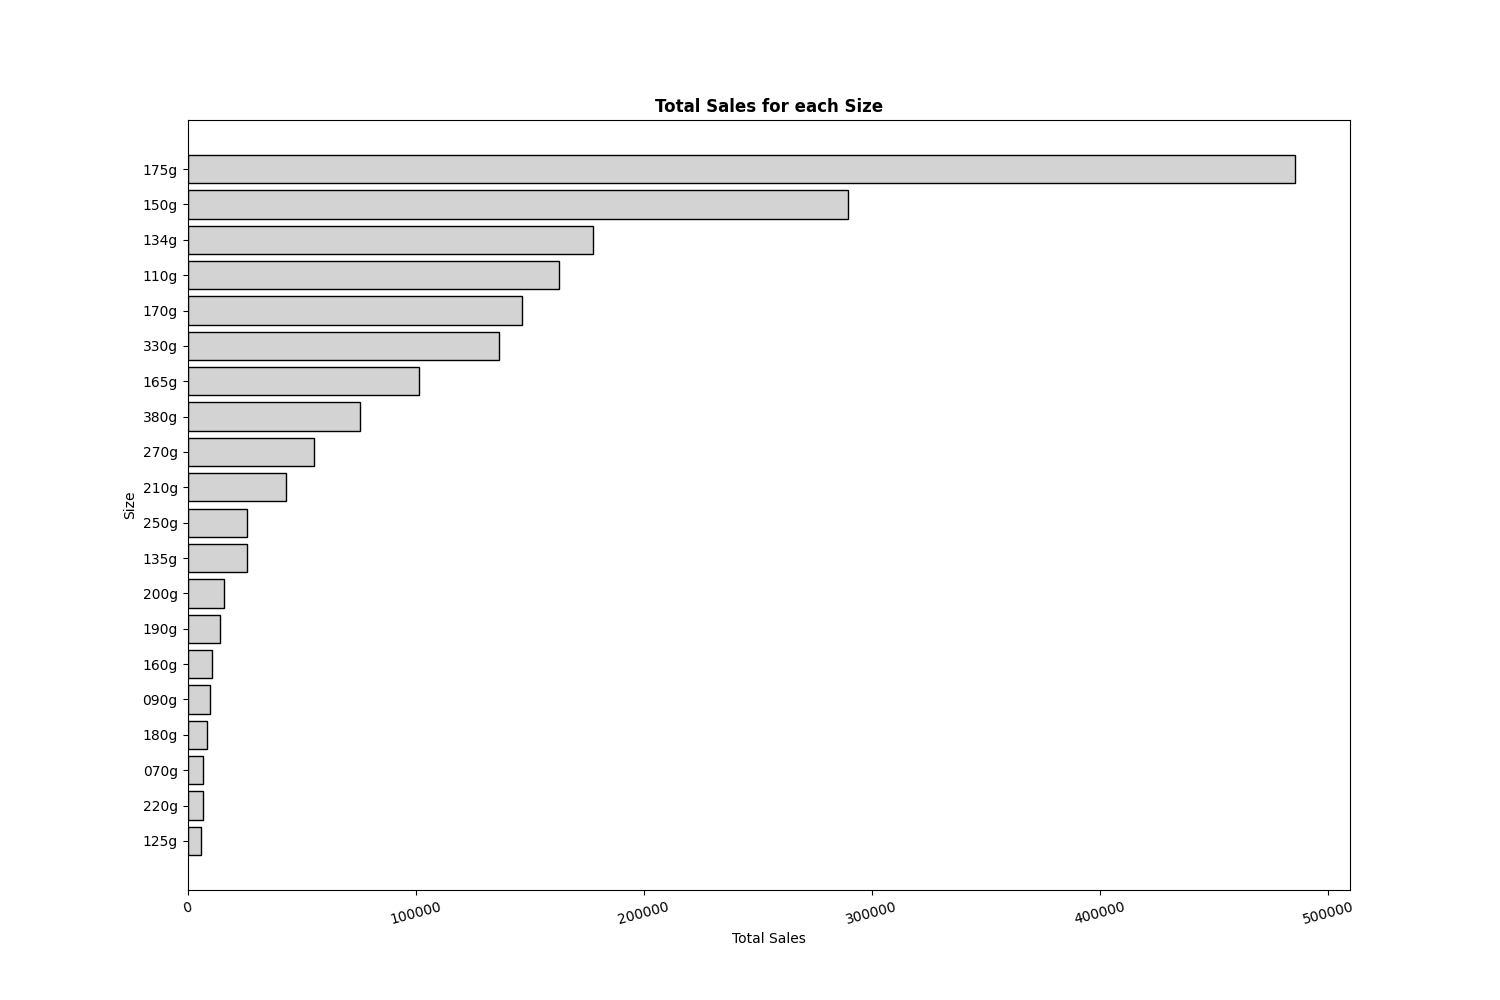 Total Sales for each Size
175g
150g
134g
110g
170g
330g
165g
380g
270g
210g
250g
135g
200g
190g
160g
090g
180g
070g
220g
125g
Size
0 100000 200000 300000 400000 500000
Total Sales